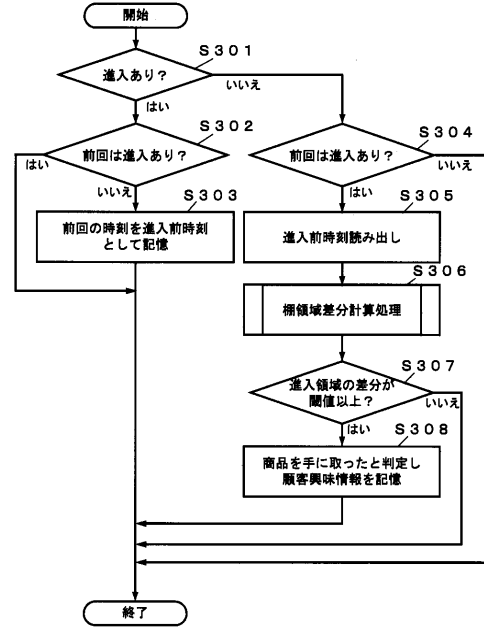 開始
S301
進入あり?
いいえ
はい
S302
前回は進入あり?
はい
いいえ
S303
前回の時刻を進入前時刻
として記憶
S304
前回は進入あり?
いいえ
はい
S305
進入前時刻読み出し
S306
棚領域差分計算処理
S307
進入領域の差分が
閾値以上?
いいえ
はい
S308
商品を手に取ったと判定し
顧客興味情報を記憶
終了